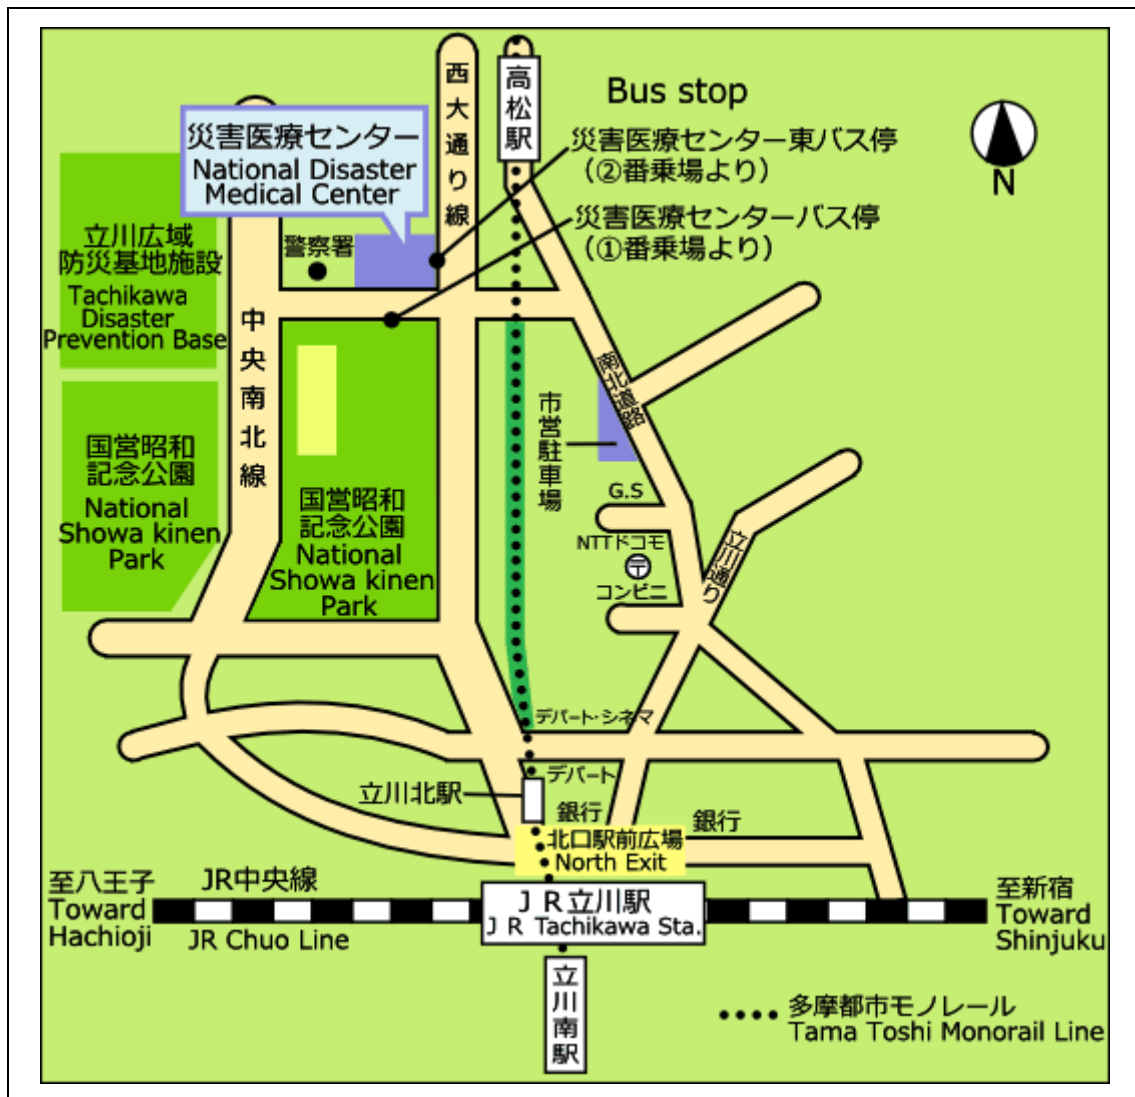 西大通り線
高松駅
Bus stop
災害医療センター
National Disaster
Medical Center
災害医療センター東バス停
(②番乗場より)
N
災害医療センターバス停
(①番乗場より)
立川広域
防災基地施設
Tachikawa
Disaster
Prevention Base
警察署
中央南北線
南北道路
市営駐車場
国営昭和
記念公園
National
Showa kinen
Park
国営昭和
記念公園
National
Showa kinen
Park
G.S
NTTドコモ
〒
コンビニ
立川通り
デパート・シネマ
デパート
立川北駅
銀行
銀行
北口駅前広場
North Exit
至八王子
Toward
Hachioji
JR中央線
JR Chuo Line
JR立川駅
JR Tachikawa Sta.
至新宿
Toward
Shinjuku
立川南駅
多摩都市モノレール
Tama Toshi Monorail Line